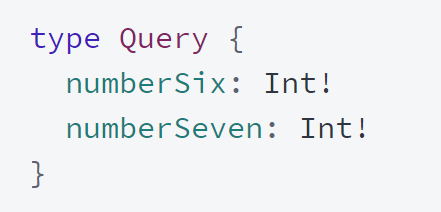 type Query {
  numberSix: Int!
  numberSeven: Int!
}